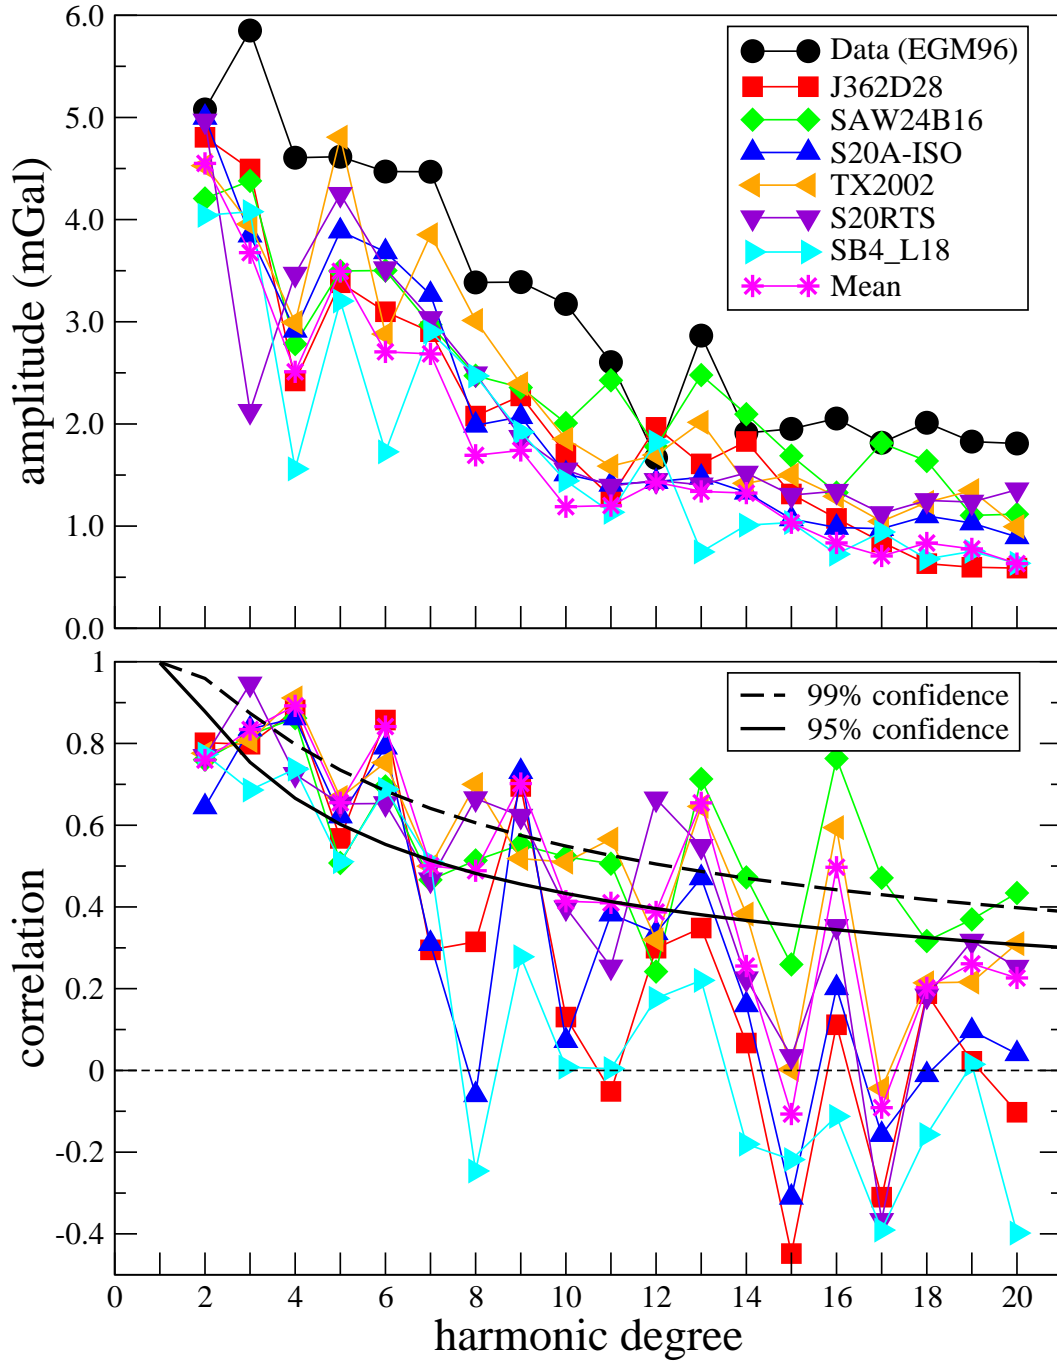 6.0
5.0
4.0
3.0
2.0
1.0
0.0
amplitude (mGal)
Data (EGM96)
J362D28
SAW24B16
S20A-ISO
TX2002
S20RTS
SB4_L18
Mean
1
0.8
0.6
0.4
0.2
0
-0.2
-0.4
correlation
99% confidence
95% confidence
0 2 4 6 8 10 12 14 16 18 20
harmonic degree